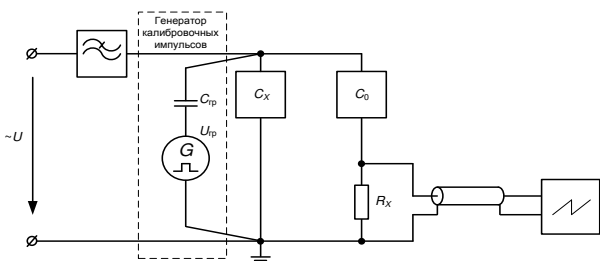 Генератор
калибровочных
импульсов
Cгр
Cx
C0
Uгр
G
~U
Rx